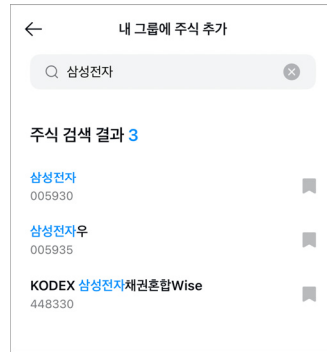 내 그룹에 주식 추가
삼성전자
주식 검색 결과 3
삼성전자
005930
삼성전자우
005935
KODEX 삼성전자채권혼합Wise
448330